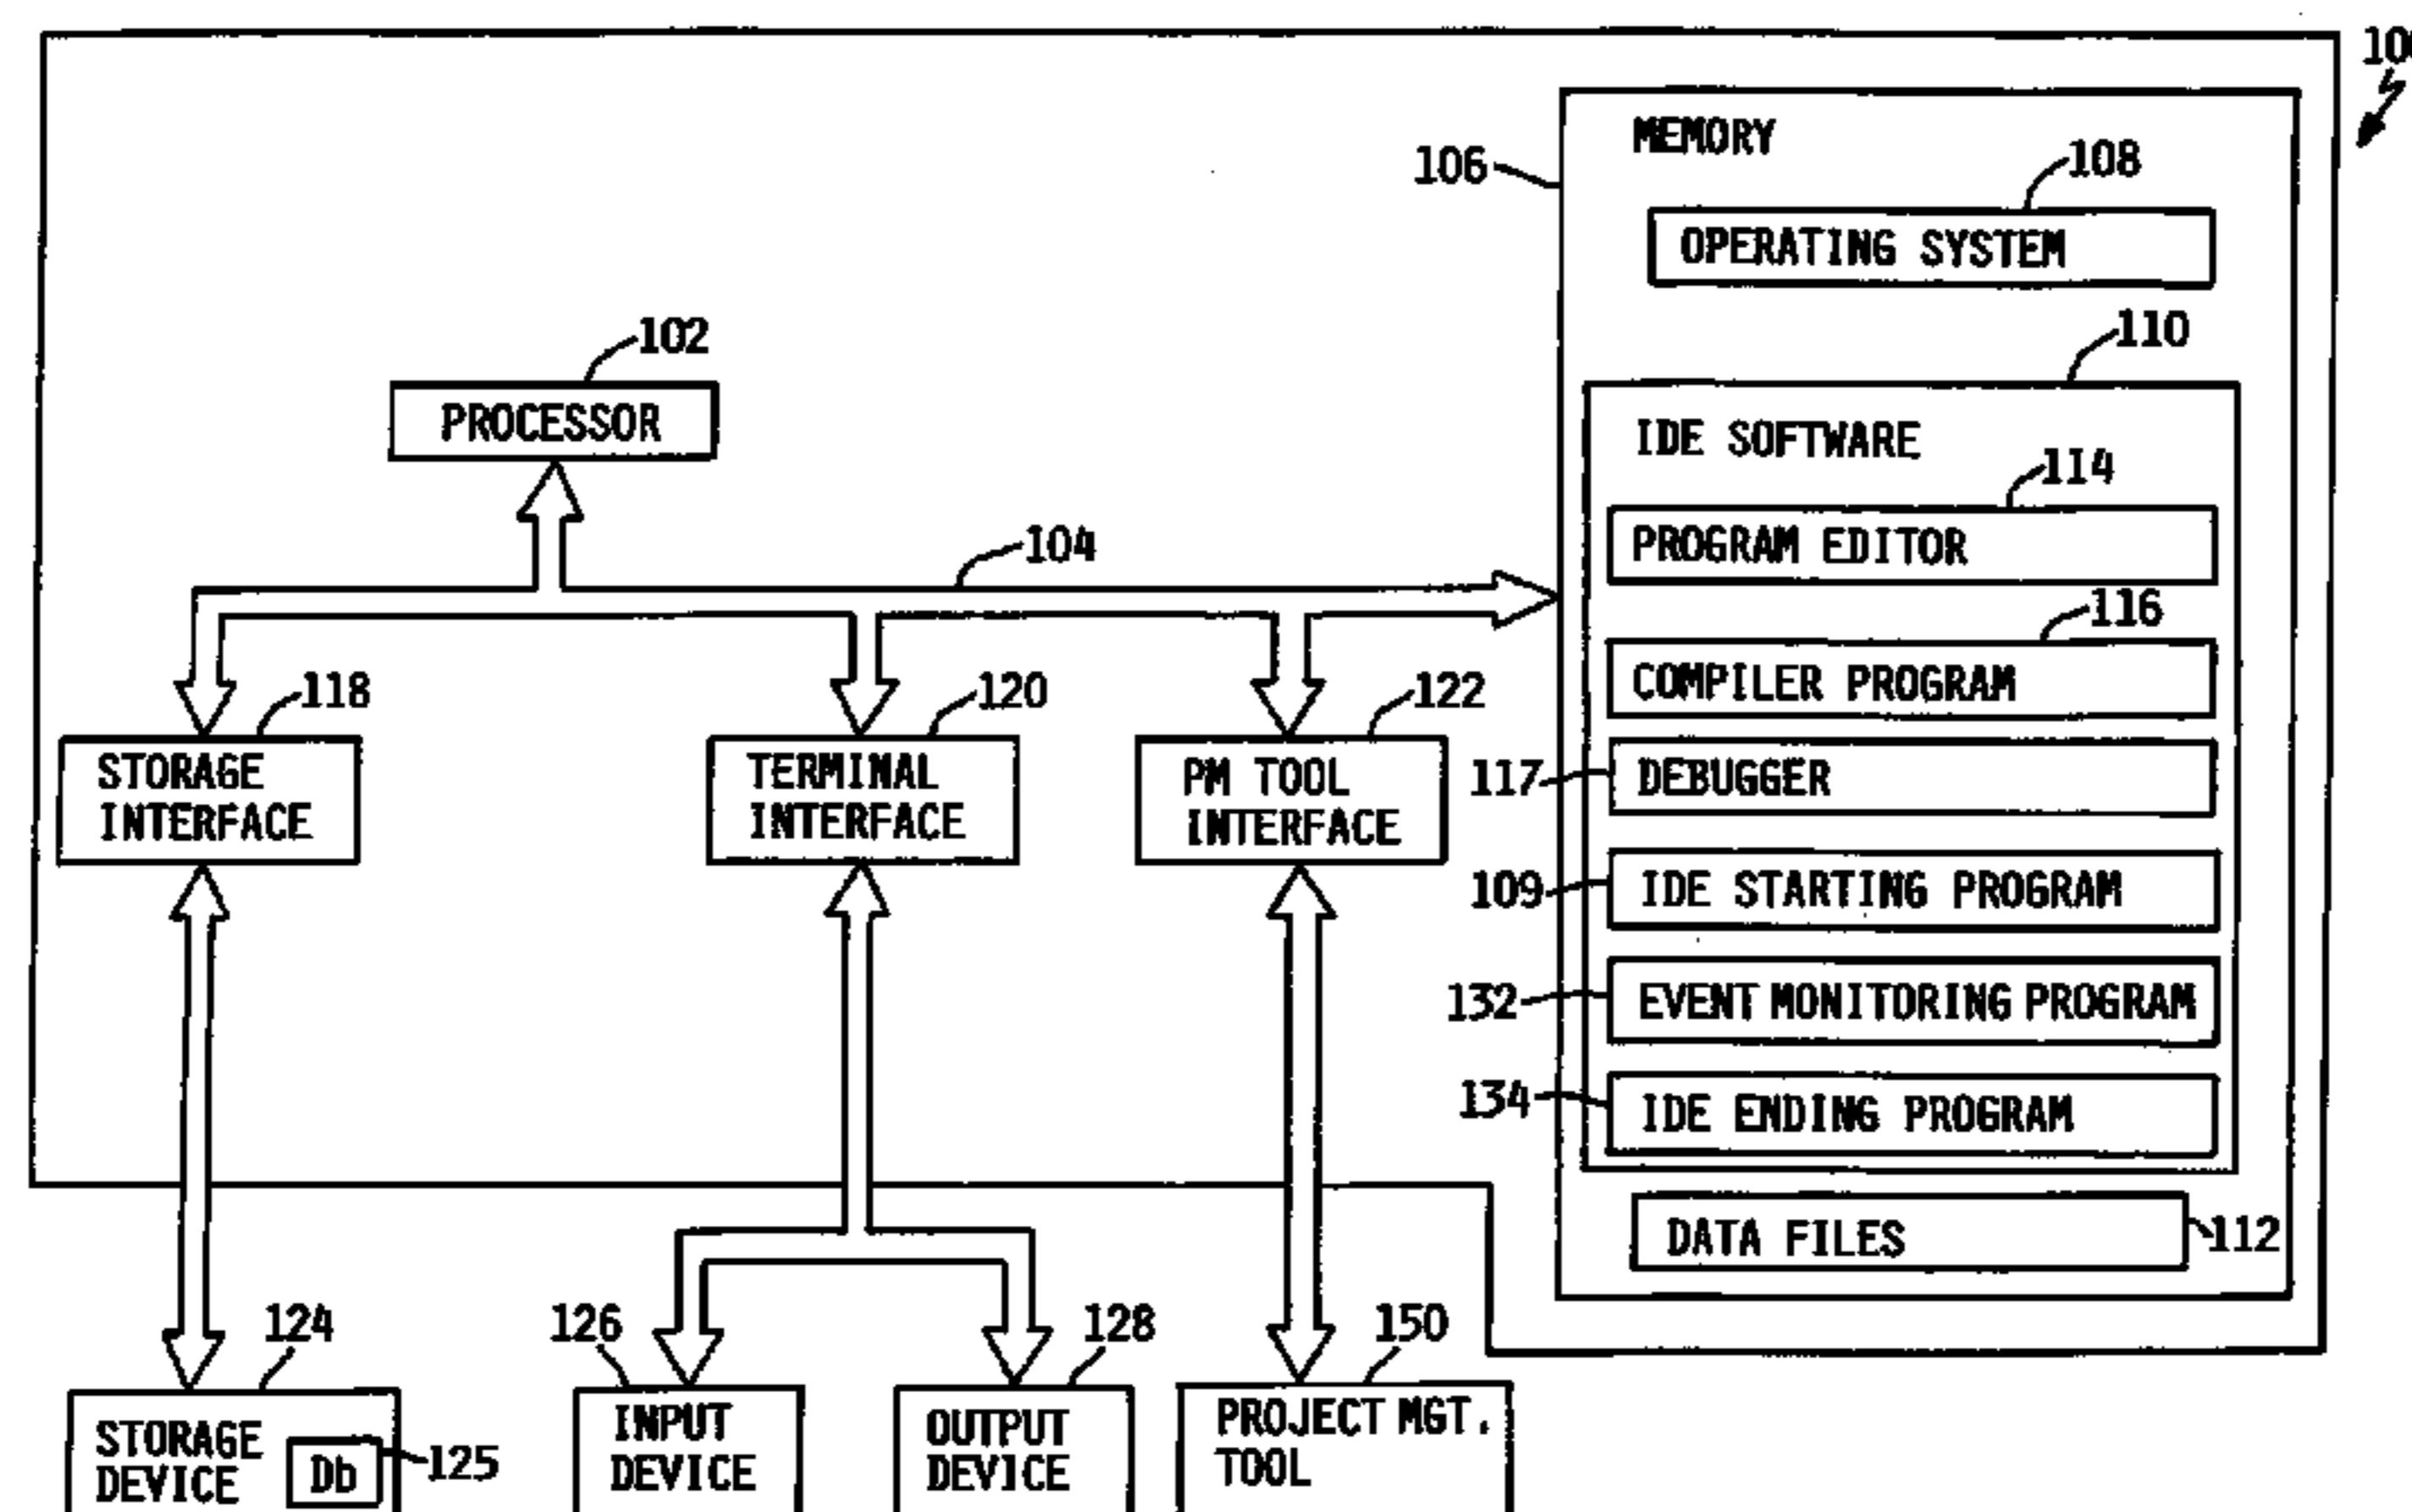 MEMORY
106
108
OPERATING SYSTEM
110
102
PROCESSOR
IDE SOFTWARE
114
PROGRAM EDITOR
104
116
COMPILER PROGRAM
118
120
122
STORAGE
INTERFACE
TERMINAL
INTERFACE
PM TOOL
INTERFACE
117
DEBUGGER
109
IDE STARTING PROGRAM
132
EVENT MONITORING PROGRAM
134
IDE ENDING PROGRAM
DATA FILES
112
124
126
128
150
STORAGE
DEVICE
Db
125
INPUT
DEVICE
OUTPUT
DEVICE
PROJECT MGT.
TOOL